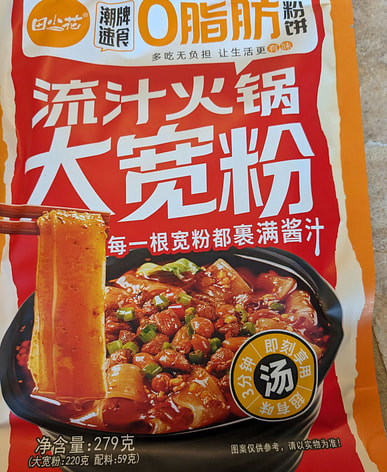 田小花
潮牌
速食
0脂肪
粉饼
多吃无负担 让生活更有味
流汁火锅
大宽粉
每一根宽粉都裹满酱汁
即刻享用
3分钟
汤
超有味
净含量:279克
(大宽粉:220克 配料:59克)
图案仅供参考,请以实物为准!